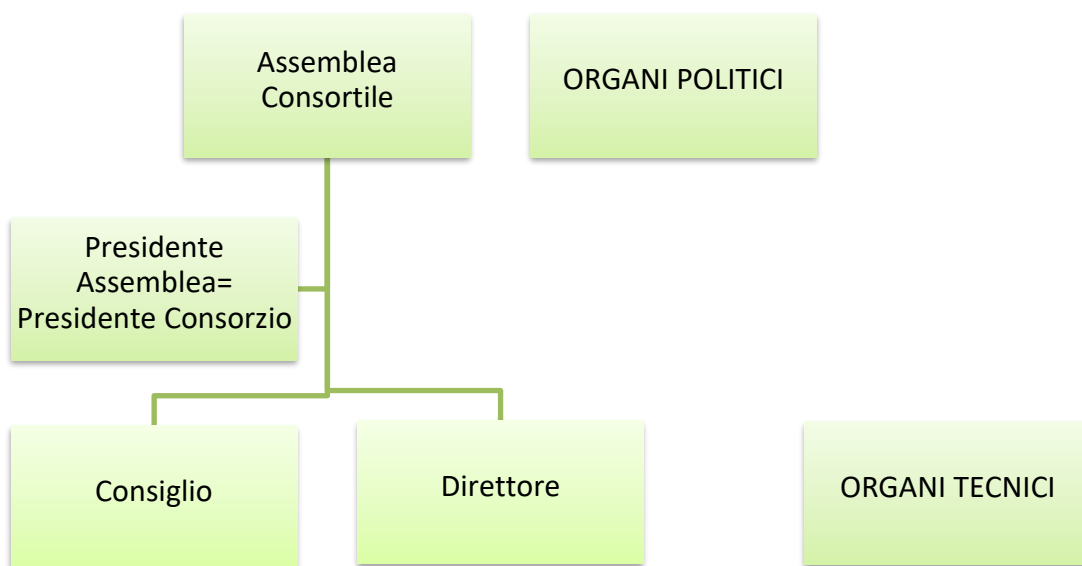 Assemblea
Consortile
ORGANI POLITICI
Presidente
Assemblea=
Presidente Consorzio
Consiglio
Direttore
ORGANI TECNICI